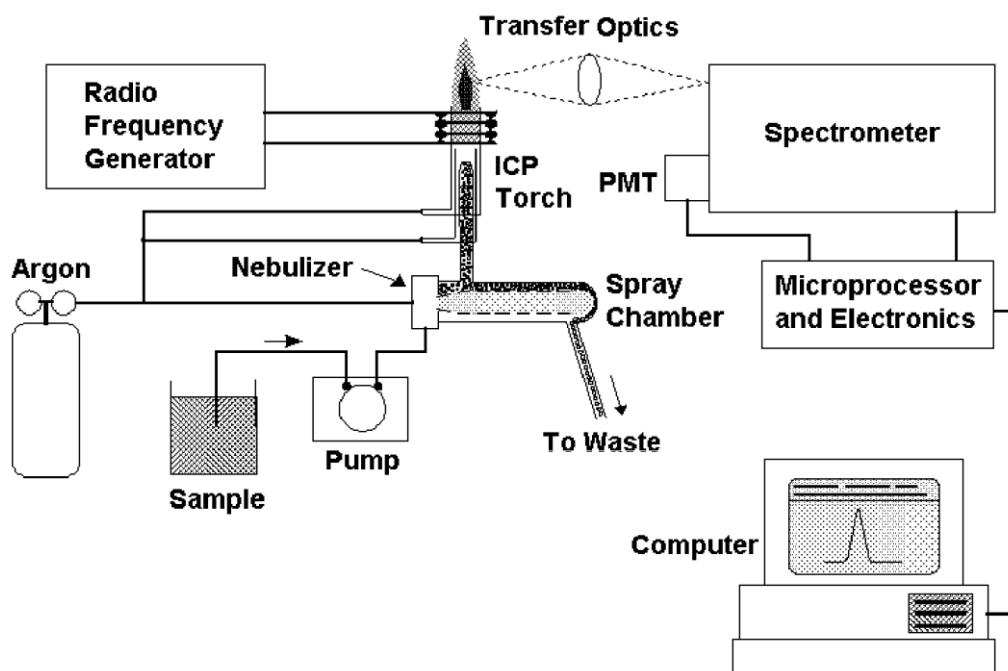 Transfer Optics
Radio
Frequency
Generator
Spectrometer
ICP
Torch
PMT
Argon
Nebulizer
Spray
Chamber
Microprocessor
and Electronics
To Waste
Pump
Sample
Computer